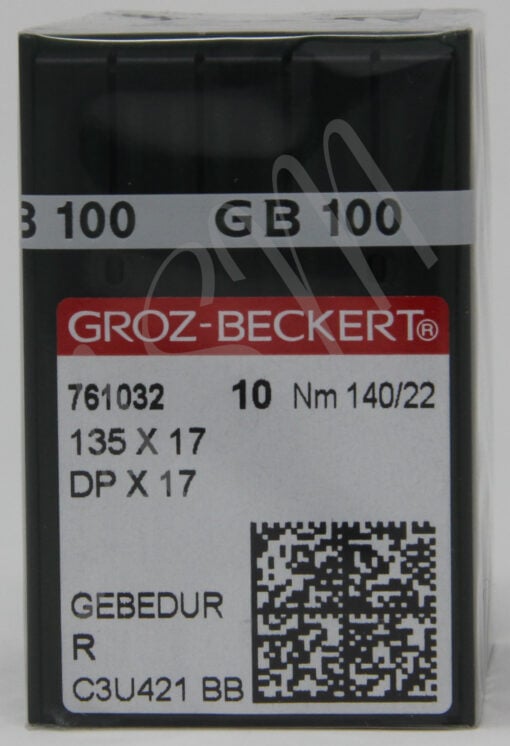 B 100 GB 100
GROZ-BECKERT®
761032 10 Nm 140/22
135 X 17
DP X 17
GEBEDUR
R
C3U421 BB